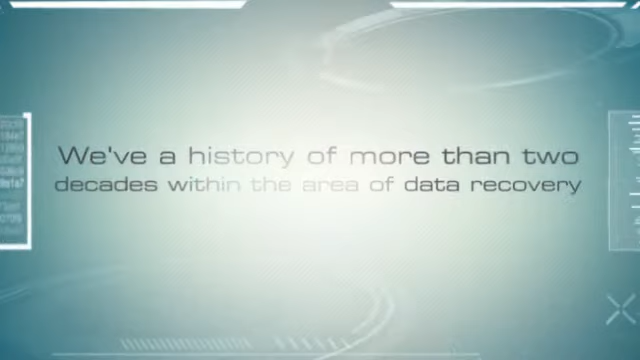 We've a history of more than two
decades within the area of data recovery